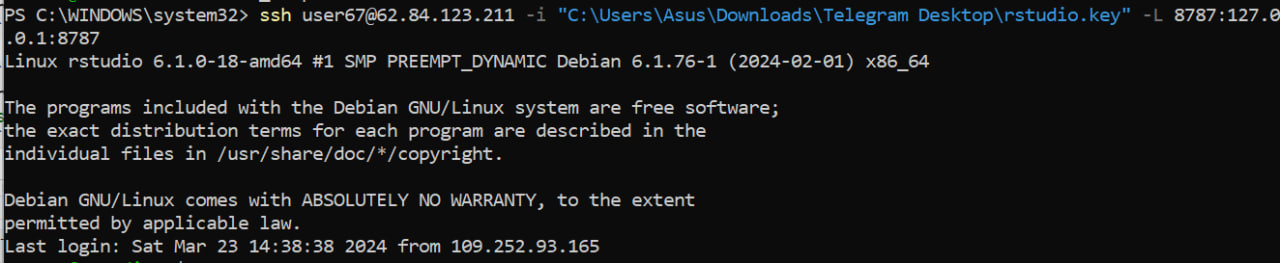 PS C:\WINDOWS\system32> ssh user67@62.84.123.211 -i "C:\Users\Asus\Downloads\Telegram Desktop\rstudio.key" -L 8787:127.0
.0.1:8787
Linux rstudio 6.1.0-18-amd64 #1 SMP PREEMPT_DYNAMIC Debian 6.1.76-1 (2024-02-01) x86_64

The programs included with the Debian GNU/Linux system are free software;
the exact distribution terms for each program are described in the
individual files in /usr/share/doc/*/copyright.

Debian GNU/Linux comes with ABSOLUTELY NO WARRANTY, to the extent
permitted by applicable law.
Last login: Sat Mar 23 14:38:38 2024 from 109.252.93.165